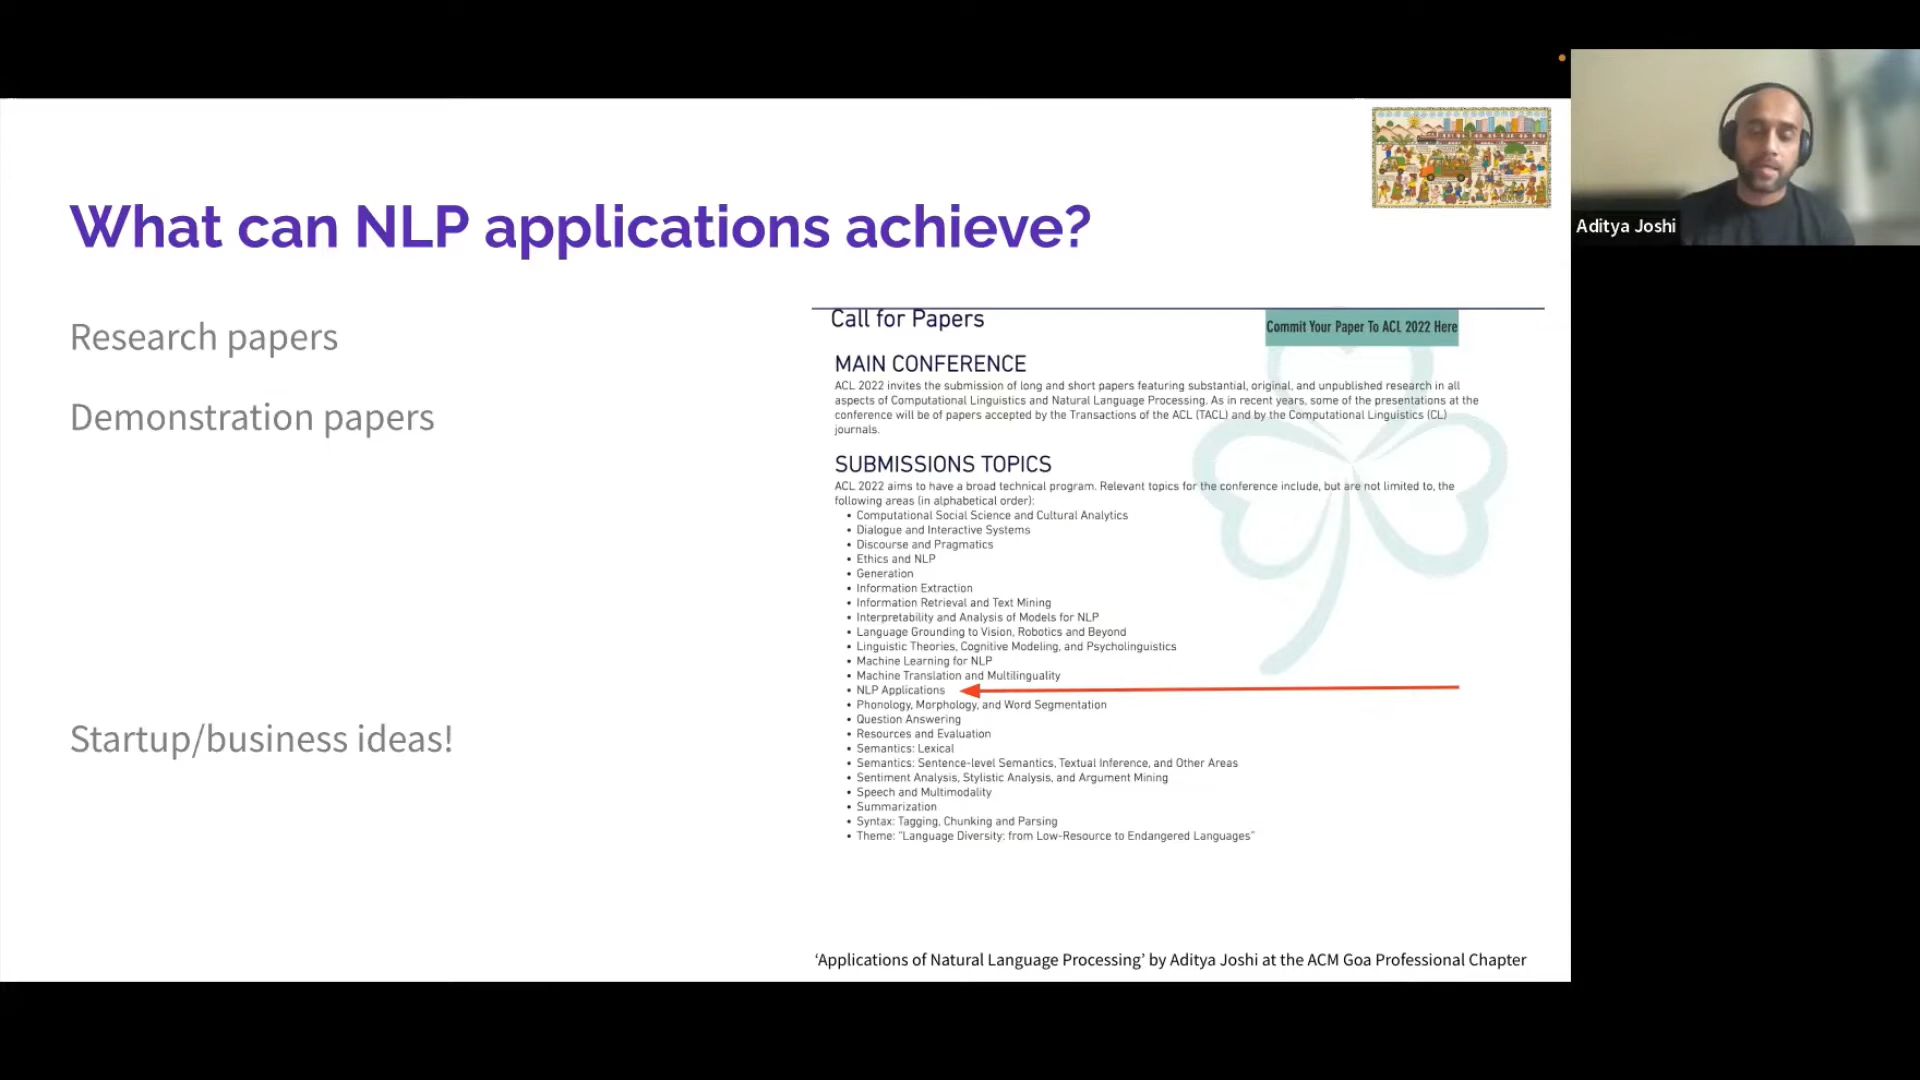 What can NLP applications achieve?
Research papers
Demonstration papers
Startup/business ideas!
Call for Papers
Commit Your Paper To ACL 2022 Here
MAIN CONFERENCE
ACL 2022 invites the submission of long and short papers featuring substantial, original, and unpublished research in all
aspects of Computational Linguistics and Natural Language Processing. As in recent years, some of the presentations at the
conference will be of papers accepted by the Transactions of the ACL (TACL) and by the Computational Linguistics (CL)
journals.
SUBMISSIONS TOPICS
ACL 2022 aims to have a broad technical program. Relevant topics for the conference include, but are not limited to, the
following areas (in alphabetical order):
• Computational Social Science and Cultural Analytics
• Dialogue and Interactive Systems
• Discourse and Pragmatics
• Ethics and NLP
• Generation
• Information Extraction
• Information Retrieval and Text Mining
• Interpretability and Analysis of Models for NLP
• Language Grounding to Vision, Robotics and Beyond
• Linguistic Theories, Cognitive Modeling, and Psycholinguistics
• Machine Learning for NLP
• Machine Translation and Multilinguality
• NLP Applications
• Phonology, Morphology, and Word Segmentation
• Question Answering
• Resources and Evaluation
• Semantics: Lexical
• Semantics: Sentence-level Semantics, Textual Inference, and Other Areas
• Sentiment Analysis, Stylistic Analysis, and Argument Mining
• Speech and Multimodality
• Summarization
• Syntax: Tagging, Chunking and Parsing
• Theme: "Language Diversity: from Low-Resource to Endangered Languages"
‘Applications of Natural Language Processing’ by Aditya Joshi at the ACM Goa Professional Chapter
Aditya Joshi